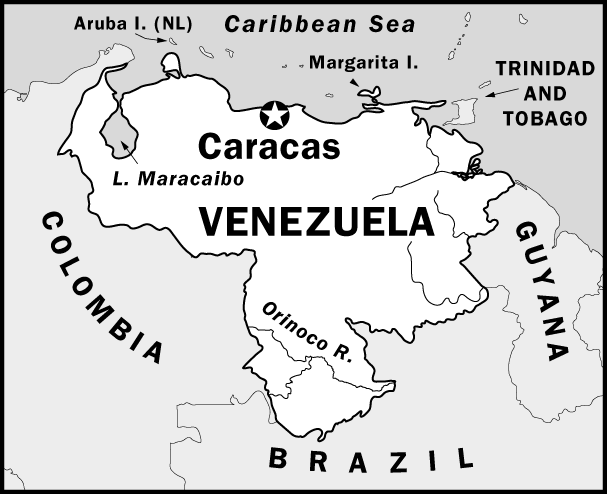 Aruba I. (NL)
Caribbean Sea
Margarita I.
TRINIDAD
AND
TOBAGO
Caracas
L. Maracaibo
VENEZUELA
COLOMBIA
GUYANA
Orinoco R.
BRAZIL